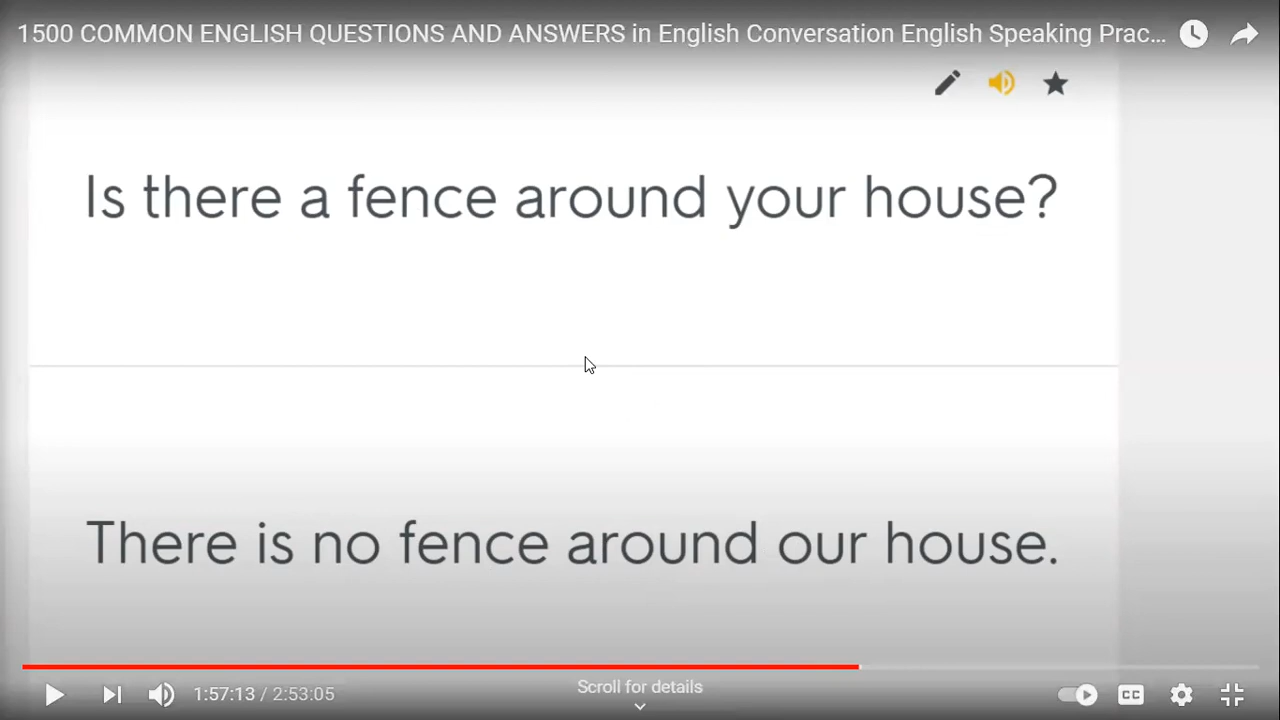 1500 COMMON ENGLISH QUESTIONS AND ANSWERS in English Conversation English Speaking Prac...
Is there a fence around your house?
There is no fence around our house.
Scroll for details
1:57:13 / 2:53:05
CC